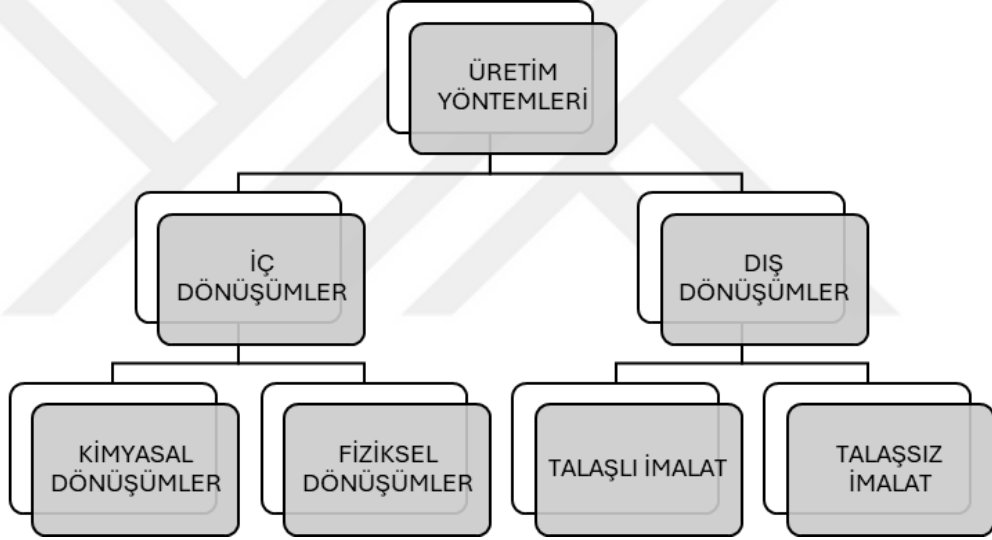 ÜRETİM
YÖNTEMLERİ
İÇ
DÖNÜŞÜMLER
DIŞ
DÖNÜŞÜMLER
KİMYASAL
DÖNÜŞÜMLER
FİZİKSEL
DÖNÜŞÜMLER
TALAŞLI İMALAT
TALAŞSIZ
İMALAT